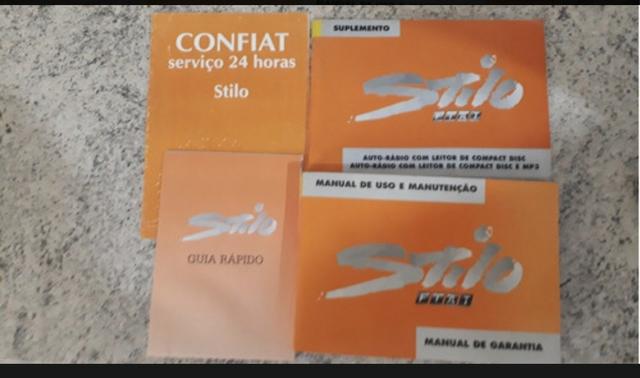 CONFIAT
serviço 24 horas
Stilo
SUPLEMENTO
Stilo
FIAT
AUTO-RÁDIO COM LEITOR DE COMPACT DISC
AUTO-RÁDIO COM LEITOR DE COMPACT DISC E MP3
Stilo
GUIA RÁPIDO
MANUAL DE USO E MANUTENÇÃO
Stilo
FIAT
MANUAL DE GARANTIA